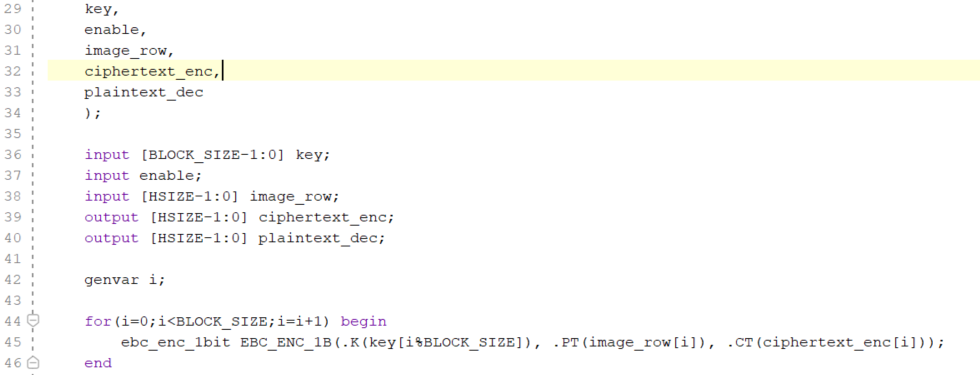 29 key,
30 enable,
31 image_row,
32 ciphertext_enc,
33 plaintext_dec
34 );
35
36 input [BLOCK_SIZE-1:0] key;
37 input enable;
38 input [HSIZE-1:0] image_row;
39 output [HSIZE-1:0] ciphertext_enc;
40 output [HSIZE-1:0] plaintext_dec;
41
42 genvar i;
43
44 for(i=0;i<BLOCK_SIZE;i=i+1) begin
45 ebc_enc_1bit EBC_ENC_1B(.K(key[i%BLOCK_SIZE]), .PT(image_row[i]), .CT(ciphertext_enc[i]));
46 end